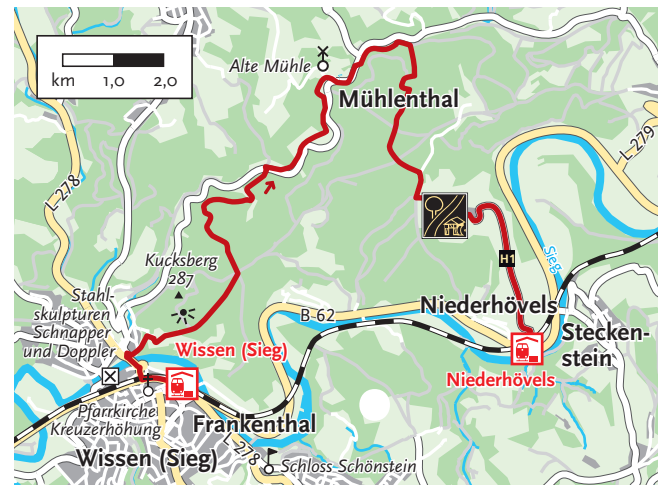 km 1,0 2,0
Alte Mühle
Mühlenthal
L-279
L-278
Kucksberg
287
Sieg
H1
Stahl-
skulpturen
Schnapper
und Doppler
B-62
Niederhövels
Stecken-
stein
Wissen (Sieg)
Niederhövels
Pfarrkirche
Kreuzerhöhung
Frankenthal
Wissen (Sieg)
278
Schloss Schönstein